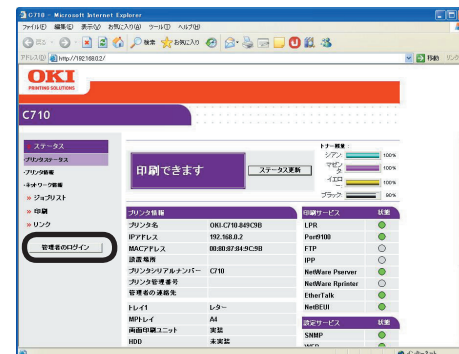 C710 - Microsoft Internet Explorer
ファイル(F) 編集(E) 表示(V) お気に入り(A) ツール(T) ヘルプ(H)
戻る 検索 お気に入り
アドレス(D) http://192.168.0.2/ 移動 リンク
OKI
PRINTING SOLUTIONS
C710
ステータス
プリンタステータス
プリンタ情報
ネットワーク情報
ジョブリスト
印刷
リンク
管理者のログイン
印刷できます
ステータス更新
トナー残量 :
シアン: 100%
マゼンタ: 100%
イエロー: 100%
ブラック: 90%
プリンタ情報
プリンタ名 OKI-C710-849C9B
IPアドレス 192.168.0.2
MACアドレス 00:80:87:84:9C:9B
設置場所
プリンタシリアルナンバー C710
プリンタ管理番号
管理者の連絡先
トレイ1 レター
MPトレイ A4
両面印刷ユニット 実装
HDD 未実装
印刷サービス 状態
LPR
Port9100
FTP
IPP
NetWare Pserver
NetWare Rprinter
EtherTalk
NetBEUI
設定サービス 状態
SNMP
WEB
インターネット